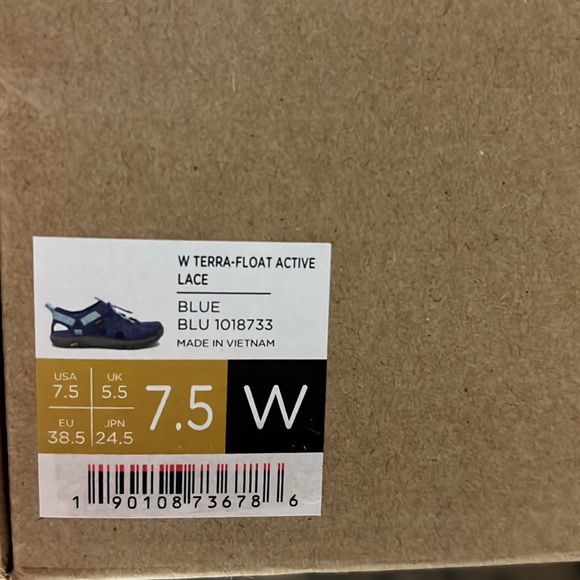 W TERRA-FLOAT ACTIVE
LACE
BLUE
BLU 1018733
MADE IN VIETNAM
USA UK
7.5 5.5
EU JPN
38.5 24.5
7.5 W
1 90108 73678 6